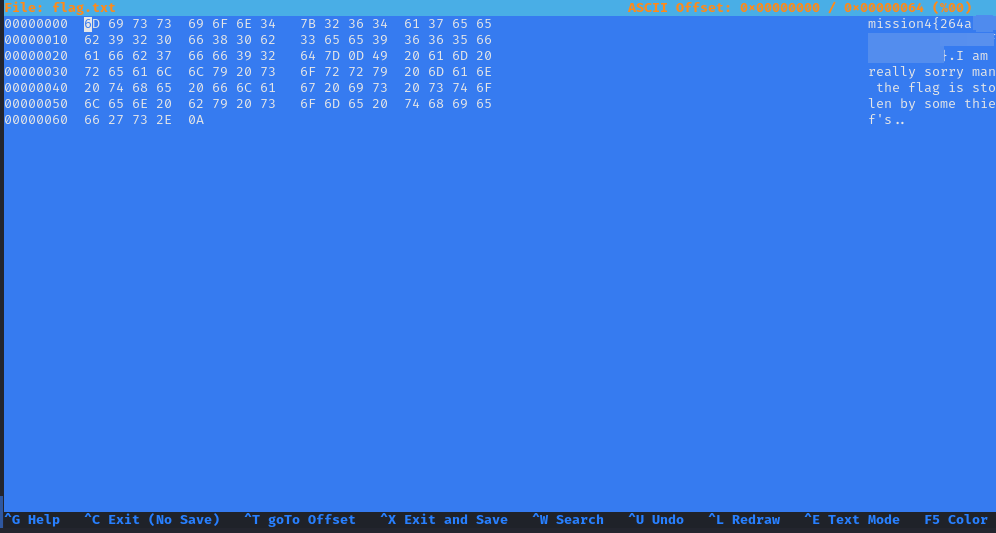 File: flag.txt ASCII Offset: 0×00000000 / 0×00000064 (%00)
00000000 6D 69 73 73 69 6F 6E 34 7B 32 36 34 61 37 65 65 mission4{264a
00000010 62 39 32 30 66 38 30 62 33 65 65 39 36 36 35 66
00000020 61 66 62 37 66 66 39 32 64 7D 0D 49 20 61 6D 20 }.I am
00000030 72 65 61 6C 6C 79 20 73 6F 72 72 79 20 6D 61 6E really sorry man
00000040 20 74 68 65 20 66 6C 61 67 20 69 73 20 73 74 6F the flag is sto
00000050 6C 65 6E 20 62 79 20 73 6F 6D 65 20 74 68 69 65 len by some thie
00000060 66 27 73 2E 0A f's..
^G Help ^C Exit (No Save) ^T goTo Offset ^X Exit and Save ^W Search ^U Undo ^L Redraw ^E Text Mode F5 Color